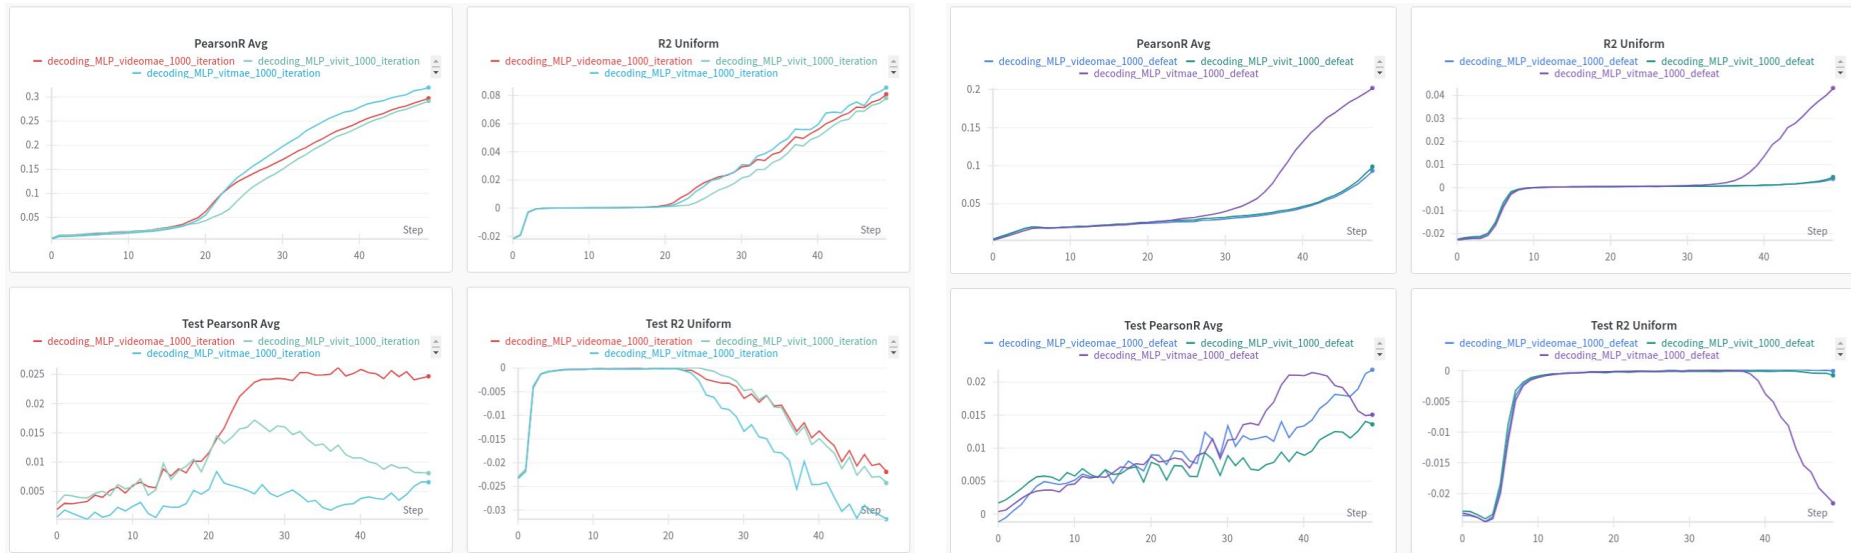 PearsonR Avg
decoding_MLP_videomae_1000_iteration decoding_MLP_vivit_1000_iteration
decoding_MLP_vitmae_1000_iteration
0.3
0.25
0.2
0.15
0.1
0.05
Step
0 10 20 30 40
R2 Uniform
decoding_MLP_videomae_1000_iteration decoding_MLP_vivit_1000_iteration
decoding_MLP_vitmae_1000_iteration
0.08
0.06
0.04
0.02
0
-0.02
Step
0 10 20 30 40
PearsonR Avg
decoding_MLP_videomae_1000_defeat decoding_MLP_vivit_1000_defeat
decoding_MLP_vitmae_1000_defeat
0.2
0.15
0.1
0.05
Step
0 10 20 30 40
R2 Uniform
decoding_MLP_videomae_1000_defeat decoding_MLP_vivit_1000_defeat
decoding_MLP_vitmae_1000_defeat
0.04
0.03
0.02
0.01
0
-0.01
-0.02
Step
0 10 20 30 40
Test PearsonR Avg
decoding_MLP_videomae_1000_iteration decoding_MLP_vivit_1000_iteration
decoding_MLP_vitmae_1000_iteration
0.025
0.02
0.015
0.01
0.005
Step
0 10 20 30 40
Test R2 Uniform
decoding_MLP_videomae_1000_iteration decoding_MLP_vivit_1000_iteration
decoding_MLP_vitmae_1000_iteration
0
-0.005
-0.01
-0.015
-0.02
-0.025
-0.03
Step
0 10 20 30 40
Test PearsonR Avg
decoding_MLP_videomae_1000_defeat decoding_MLP_vivit_1000_defeat
decoding_MLP_vitmae_1000_defeat
0.02
0.015
0.01
0.005
0
Step
0 10 20 30 40
Test R2 Uniform
decoding_MLP_videomae_1000_defeat decoding_MLP_vivit_1000_defeat
decoding_MLP_vitmae_1000_defeat
0
-0.005
-0.01
-0.015
-0.02
Step
0 10 20 30 40